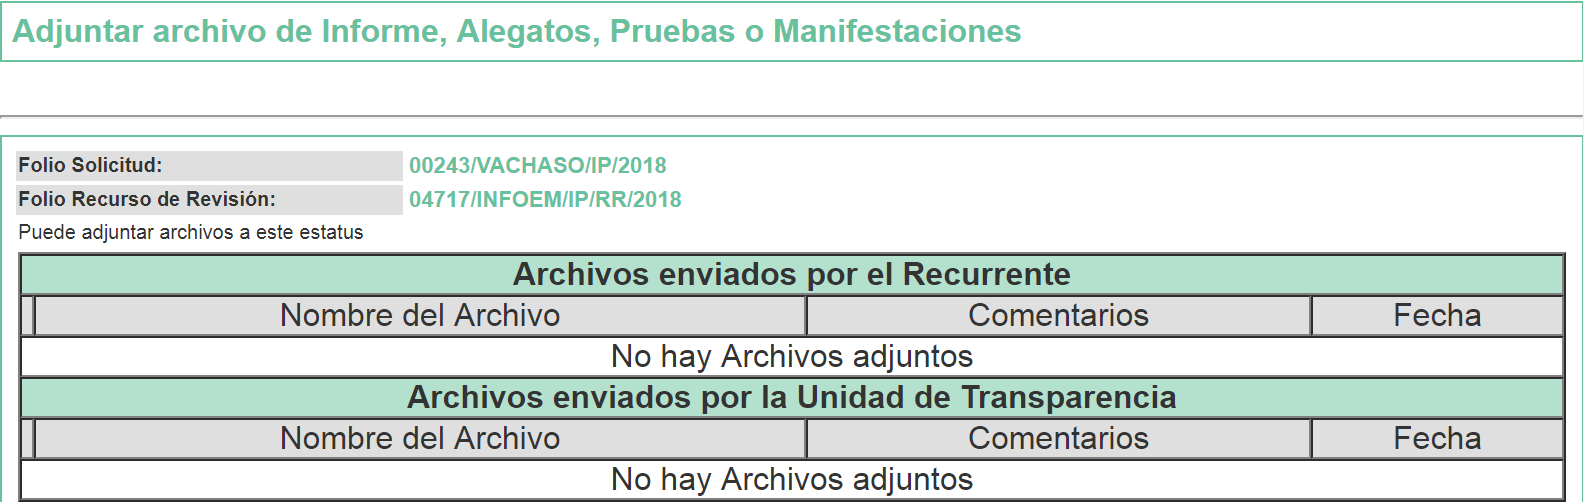 Adjuntar archivo de Informe, Alegatos, Pruebas o Manifestaciones
Folio Solicitud: 00243/VACHASO/IP/2018
Folio Recurso de Revisión: 04717/INFOEM/IP/RR/2018
Puede adjuntar archivos a este estatus
Archivos enviados por el Recurrente
Nombre del Archivo Comentarios Fecha
No hay Archivos adjuntos
Archivos enviados por la Unidad de Transparencia
Nombre del Archivo Comentarios Fecha
No hay Archivos adjuntos